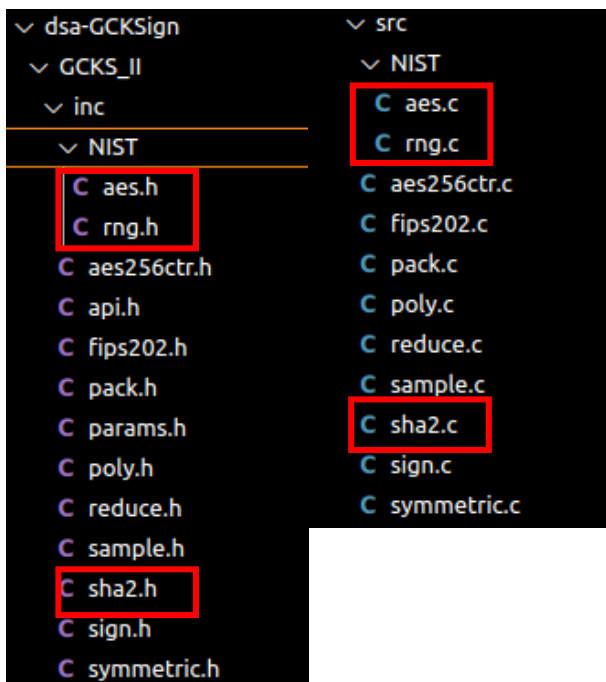 dsa-GCKSign
GCKS_II
inc
NIST
C aes.h
C rng.h
C aes256ctr.h
C api.h
C fips202.h
C pack.h
C params.h
C poly.h
C reduce.h
C sample.h
C sha2.h
C sign.h
C symmetric.h
src
NIST
C aes.c
C rng.c
C aes256ctr.c
C fips202.c
C pack.c
C poly.c
C reduce.c
C sample.c
C sha2.c
C sign.c
C symmetric.c